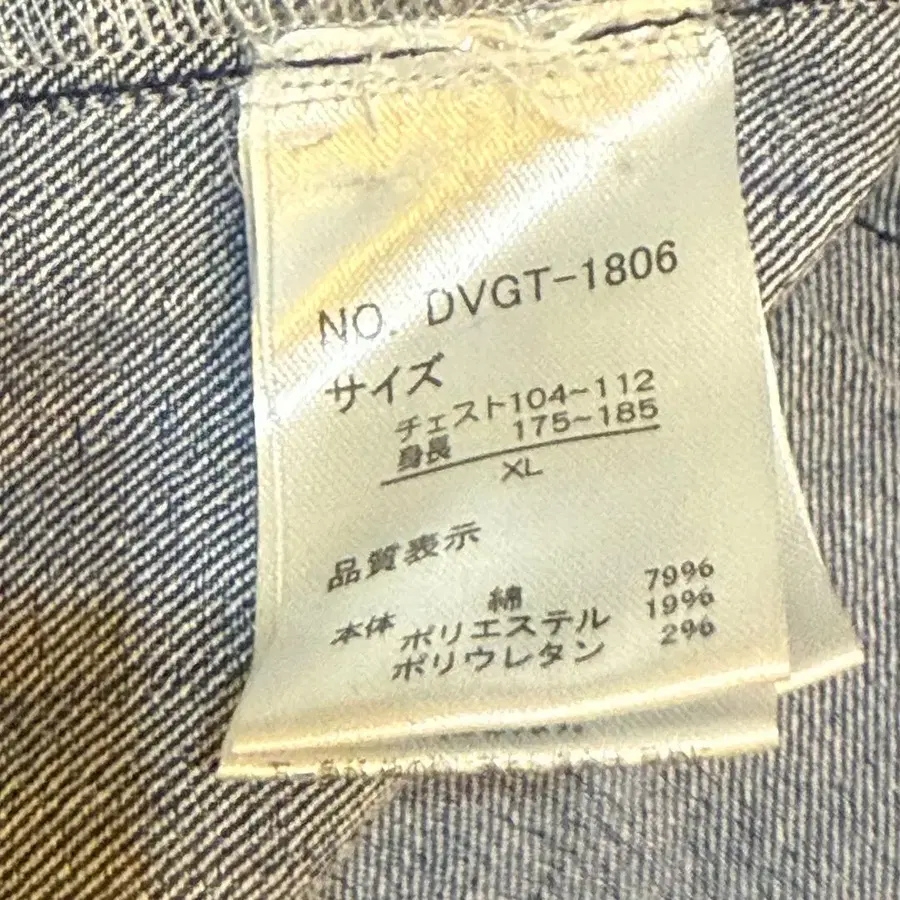 NO. DVGT-1806
サイズ
チェスト104~112
身長 175~185
XL
品質表示
本体 綿 79%
ポリエステル 19%
ポリウレタン 2%